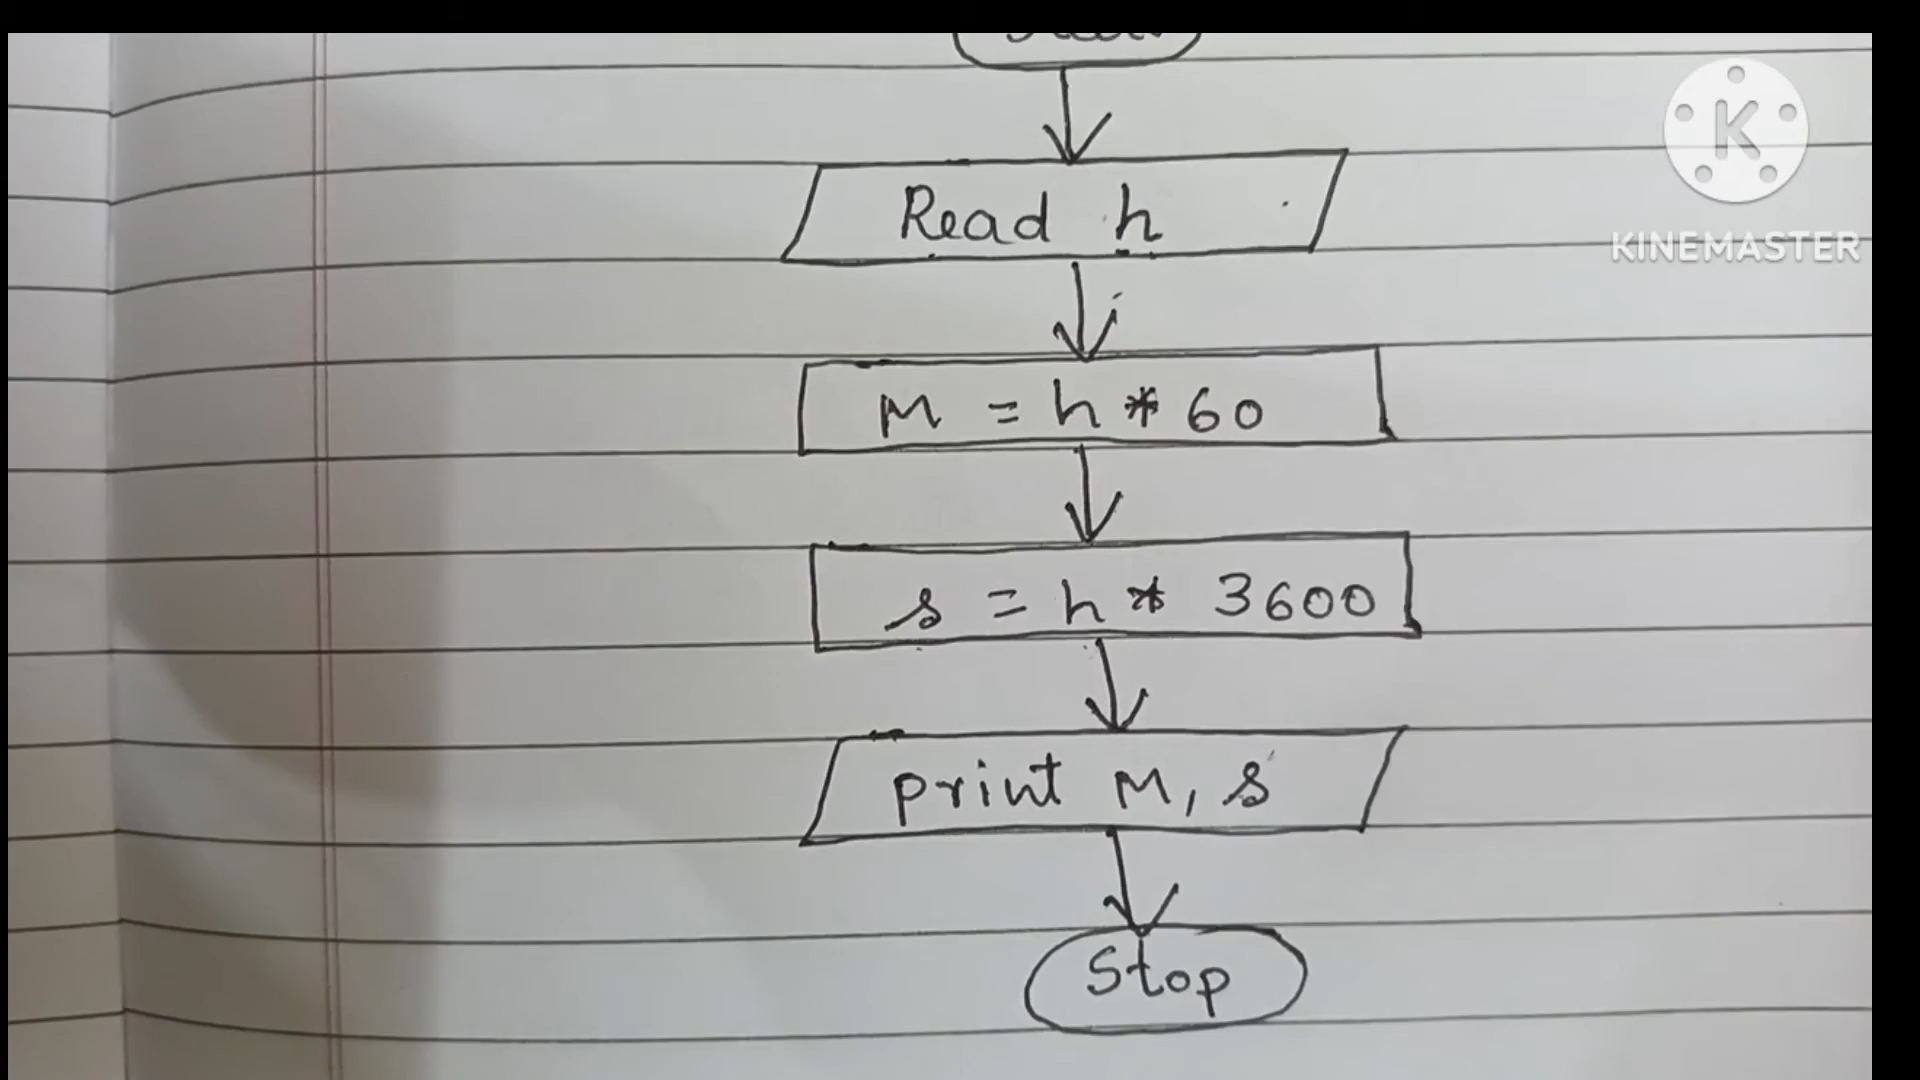 Read h
KINEMASTER
M = h * 60
s = h * 3600
print M, s
Stop